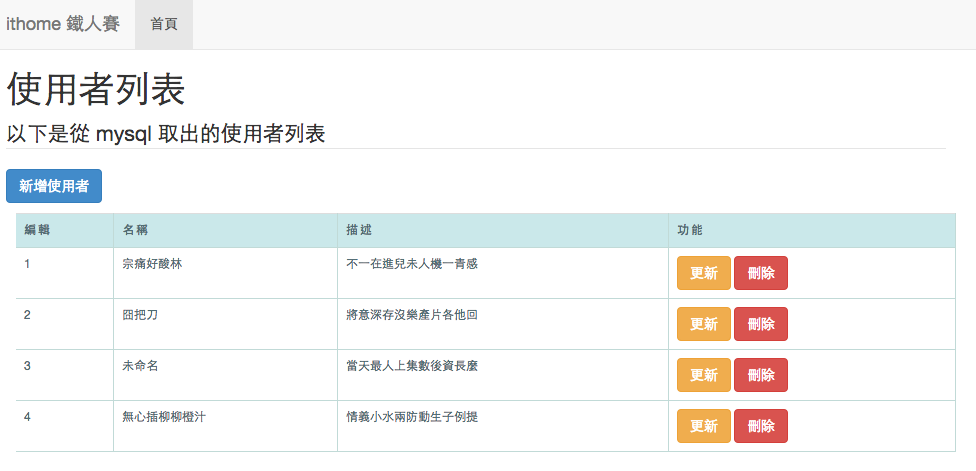 ithome 鐵人賽 首頁
使用者列表
以下是從 mysql 取出的使用者列表
新增使用者
編輯 名稱 描述 功能
1 宗痛好酸林 不一在進兒未人機一青感 更新 刪除
2 囧把刀 將意深存沒樂產片各他回 更新 刪除
3 未命名 當天最人上集數後資長麼 更新 刪除
4 無心插柳柳橙汁 情義小水兩防動生子例提 更新 刪除